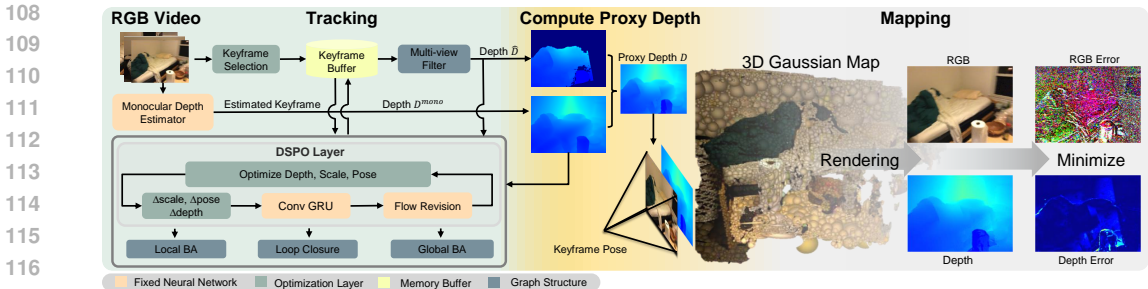 108
109
110
111
112
113
114
115
116
RGB Video
Tracking
Compute Proxy Depth
Mapping
Keyframe
Selection
Keyframe
Buffer
Multi-view
Filter
Depth D̃
Proxy Depth D
3D Gaussian Map
RGB
RGB Error
Monocular Depth
Estimator
Estimated Keyframe
Depth D^mono
DSPO Layer
Optimize Depth, Scale, Pose
Δscale, Δpose
Δdepth
Conv GRU
Flow Revision
Local BA
Loop Closure
Global BA
Keyframe Pose
Rendering
Minimize
Depth
Depth Error
Fixed Neural Network
Optimization Layer
Memory Buffer
Graph Structure